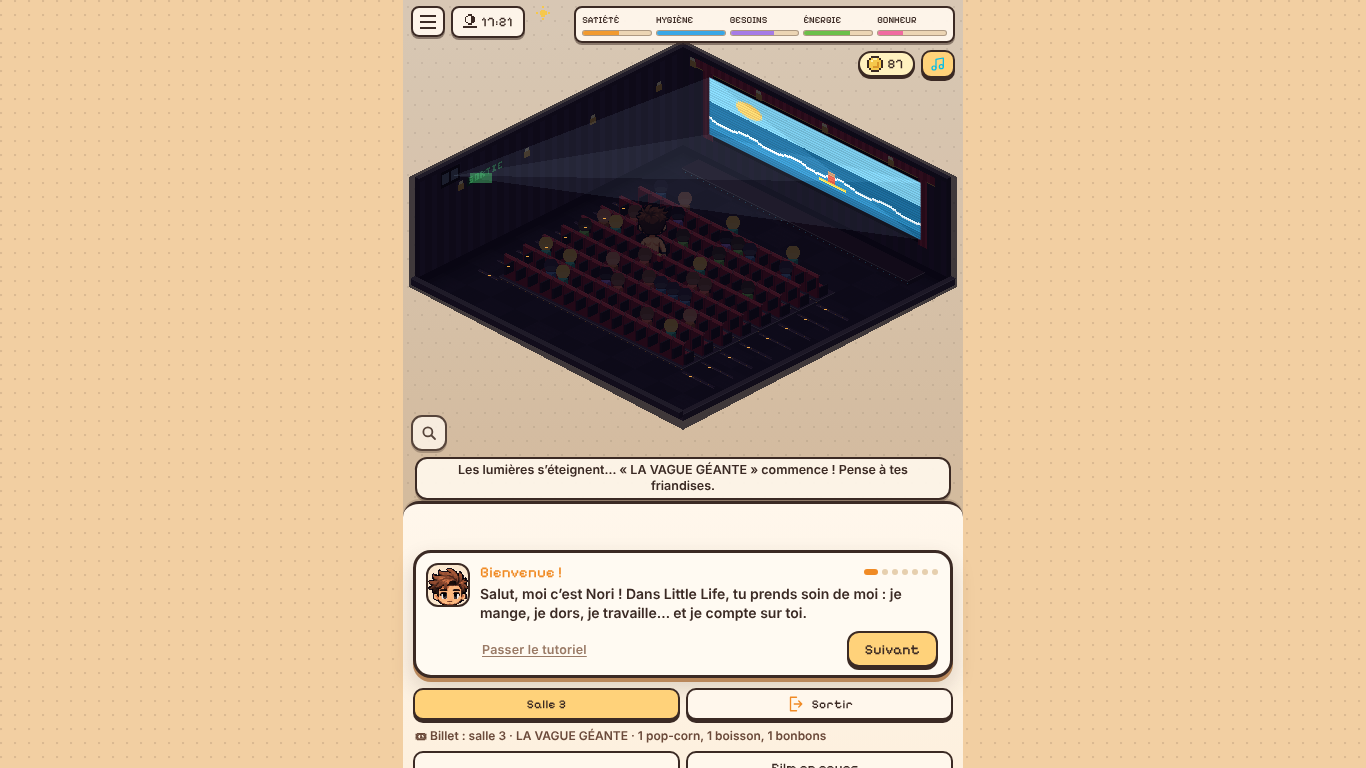 17:21
SATIÉTÉ
HYGIÈNE
BESOINS
ÉNERGIE
BONHEUR
87
Les lumières s’éteignent… « LA VAGUE GÉANTE » commence ! Pense à tes
friandises.
Bienvenue !
Salut, moi c’est Nori ! Dans Little Life, tu prends soin de moi : je
mange, je dors, je travaille… et je compte sur toi.
Passer le tutoriel
Suivant
Salle 3
Sortir
Billet : salle 3 · LA VAGUE GÉANTE · 1 pop-corn, 1 boisson, 1 bonbons
Film en cours